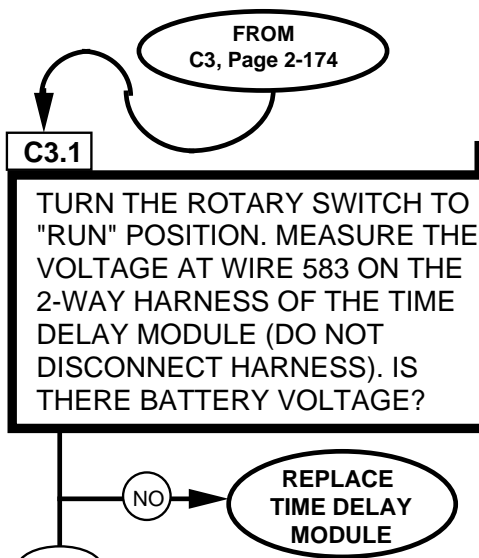 FROM
C3, Page 2-174
C3.1
TURN THE ROTARY SWITCH TO
"RUN" POSITION. MEASURE THE
VOLTAGE AT WIRE 583 ON THE
2-WAY HARNESS OF THE TIME
DELAY MODULE (DO NOT
DISCONNECT HARNESS). IS
THERE BATTERY VOLTAGE?
NO
REPLACE
TIME DELAY
MODULE